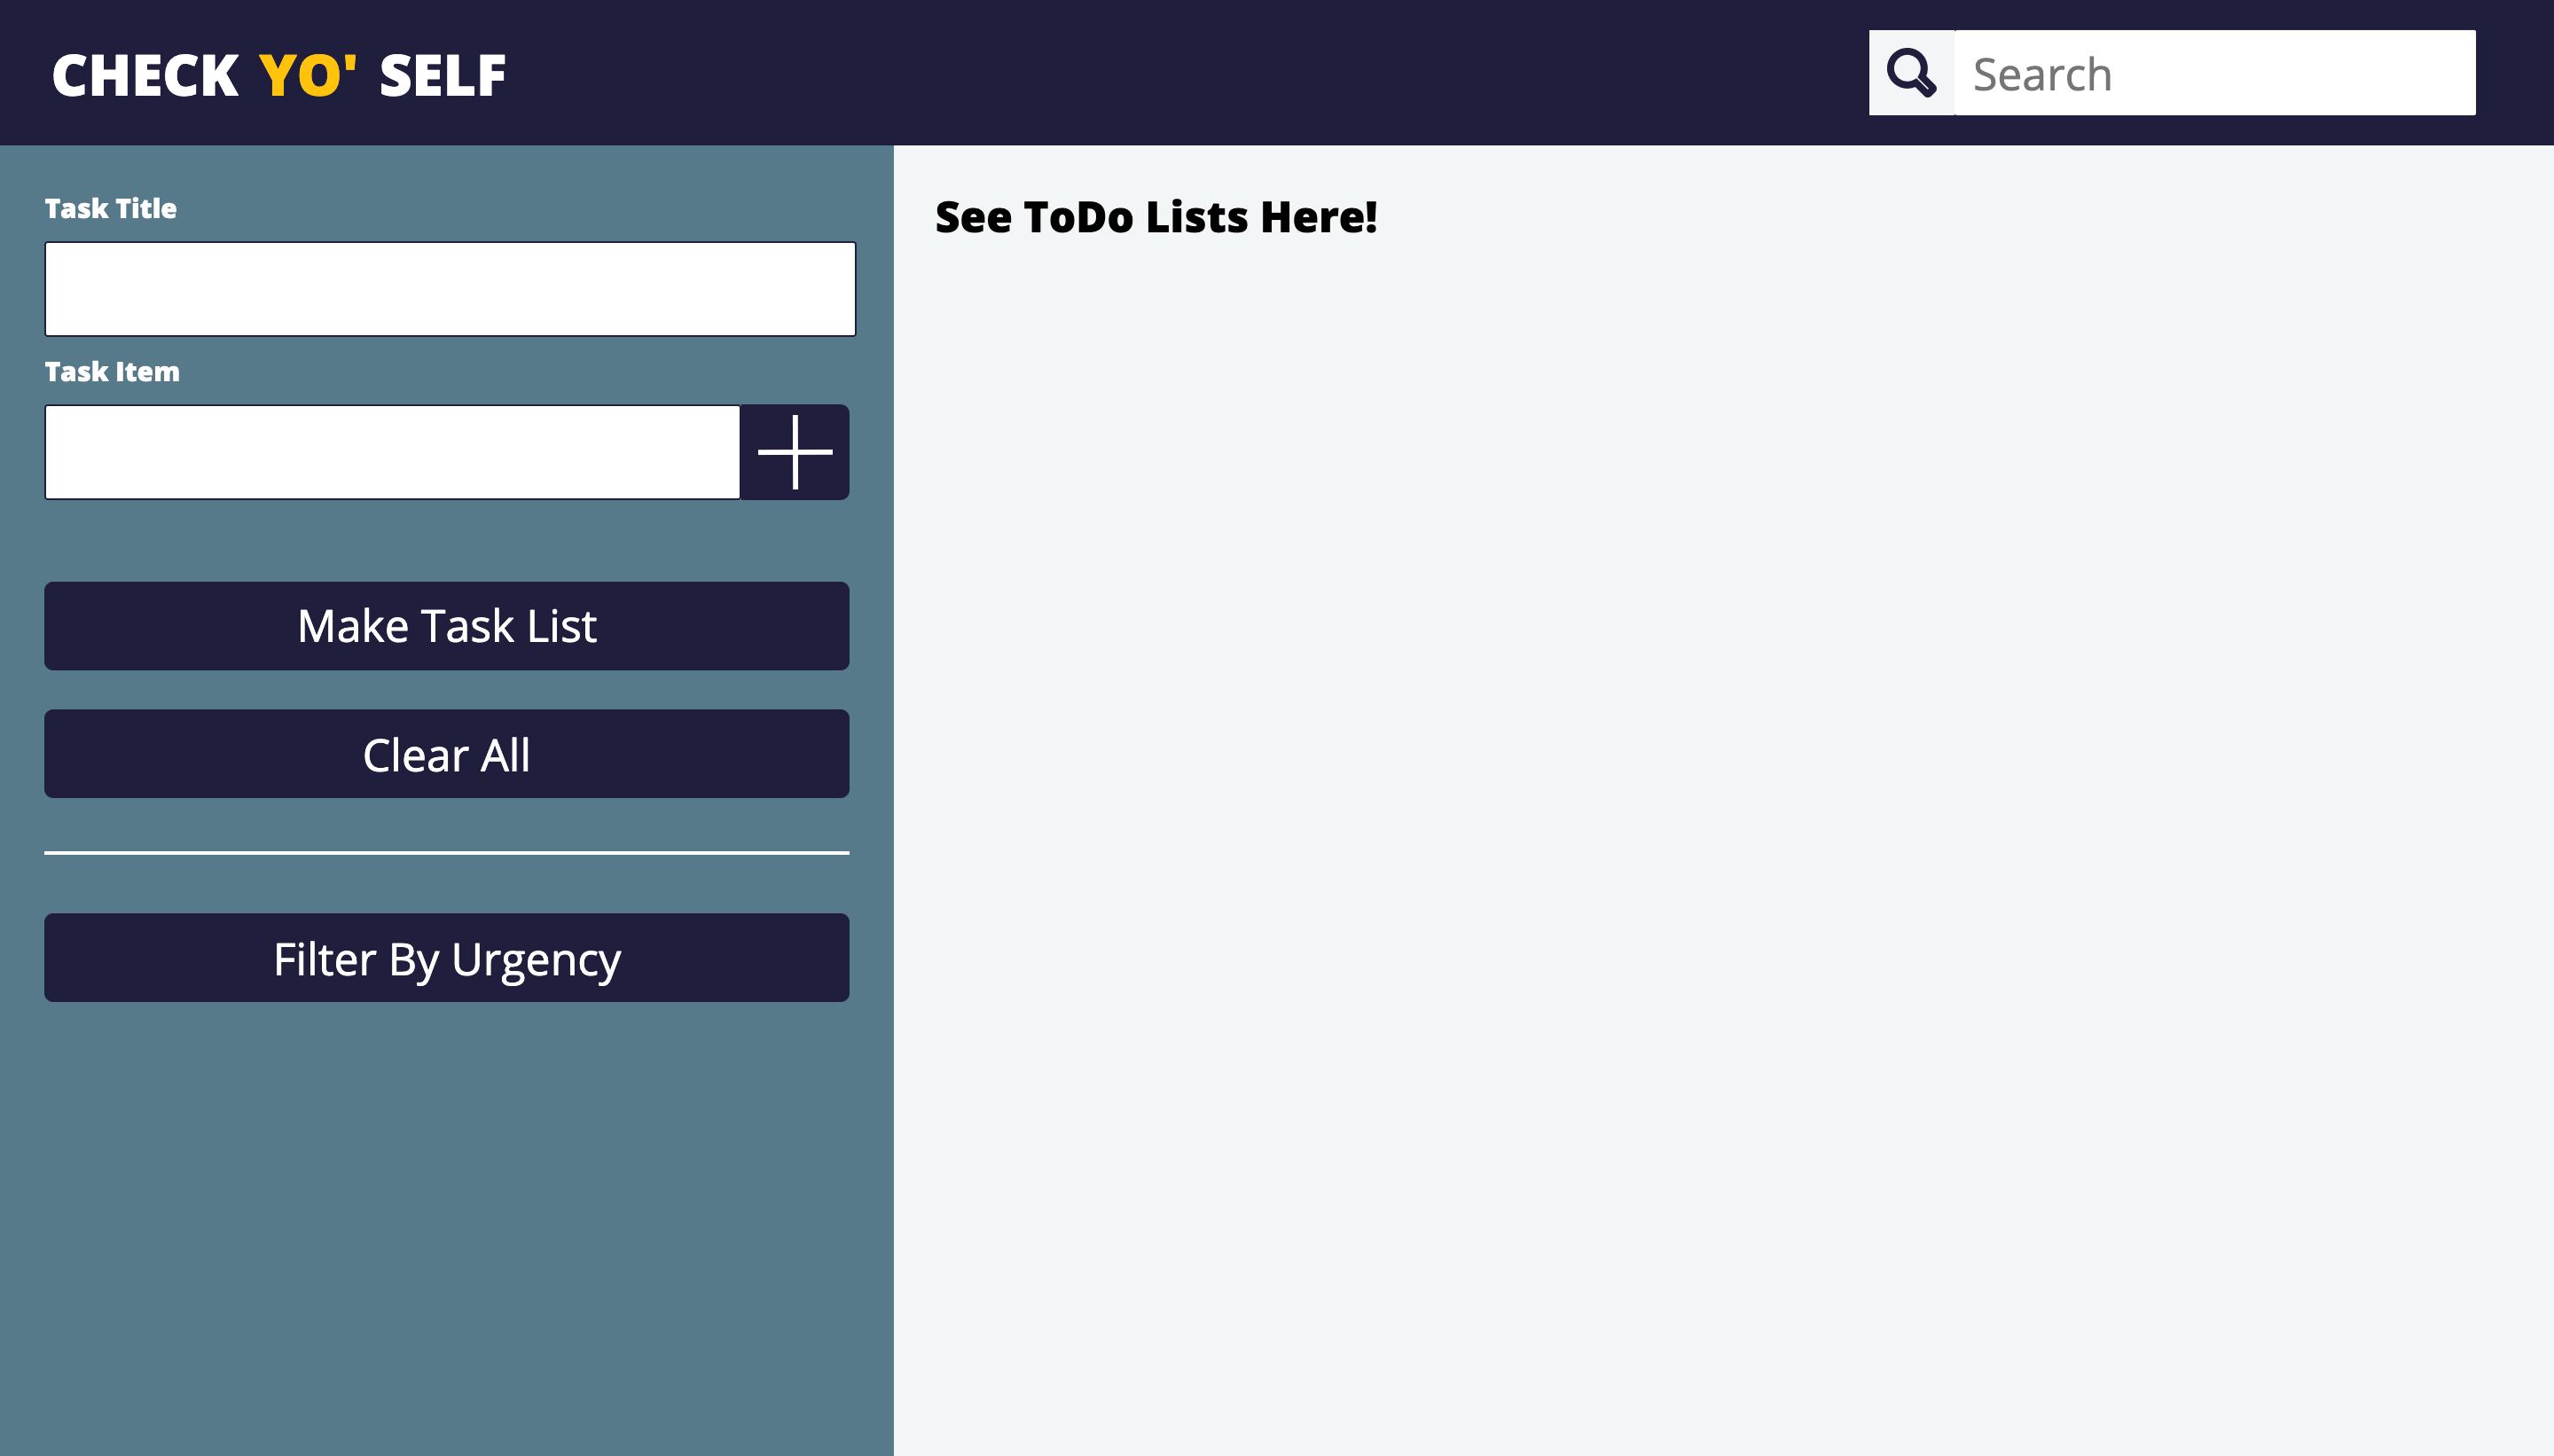 CHECK YO' SELF
Search
Task Title
Task Item
Make Task List
Clear All
Filter By Urgency
See ToDo Lists Here!